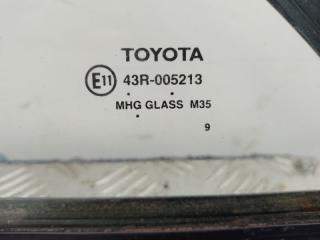 TOYOTA
E11 43R-005213
MHG GLASS M35
9